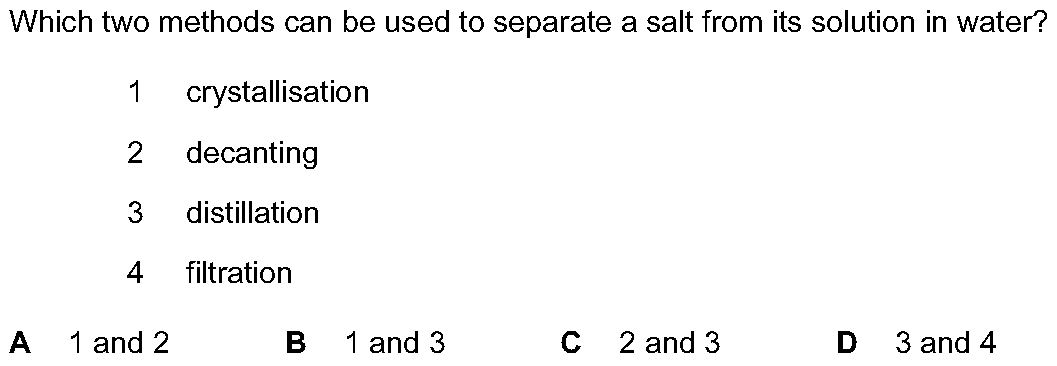 Which two methods can be used to separate a salt from its solution in water?
1 crystallisation
2 decanting
3 distillation
4 filtration
A 1 and 2 B 1 and 3 C 2 and 3 D 3 and 4